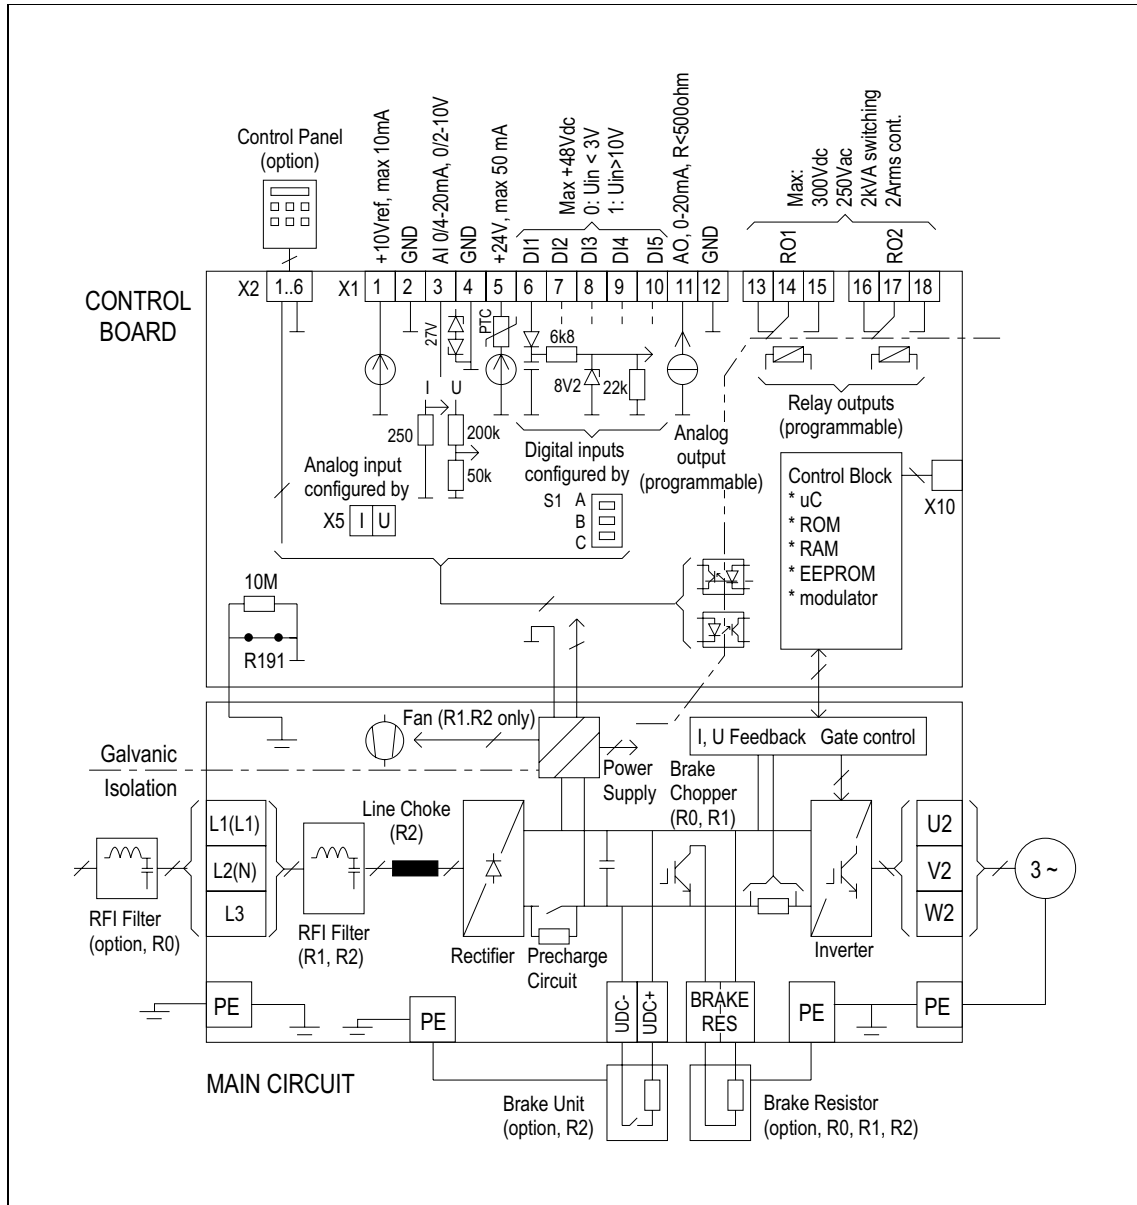 Control Panel
(option)
+10Vref, max 10mA
GND
AI 0/4-20mA, 0/2-10V
GND
+24V, max 50 mA
Max +48Vdc
0: Uin < 3V
1: Uin>10V
DI1
DI2
DI3
DI4
DI5
AO, 0-20mA, R<500ohm
GND
Max:
300Vdc
250Vac
2kVA switching
2Arms cont.
RO1
RO2
CONTROL
BOARD
X2
1..6
X1
1
2
3
4
5
6
7
8
9
10
11
12
13
14
15
16
17
18
27V
PTC
6k8
8V2
22k
I
U
250
200k
50k
Analog input
configured by
X5
I
U
Digital inputs
configured by
S1
A
B
C
Analog
output
(programmable)
Relay outputs
(programmable)
Control Block
* uC
* ROM
* RAM
* EEPROM
* modulator
X10
10M
R191
Fan (R1.R2 only)
Galvanic
Isolation
Power
Supply
I, U Feedback Gate control
Brake
Chopper
(R0, R1)
Line Choke
(R2)
L1(L1)
L2(N)
L3
U2
V2
W2
3 ~
RFI Filter
(option, R0)
RFI Filter
(R1, R2)
Rectifier
Precharge
Circuit
Inverter
PE
PE
UDC-
UDC+
BRAKE
RES
PE
PE
MAIN CIRCUIT
Brake Unit
(option, R2)
Brake Resistor
(option, R0, R1, R2)